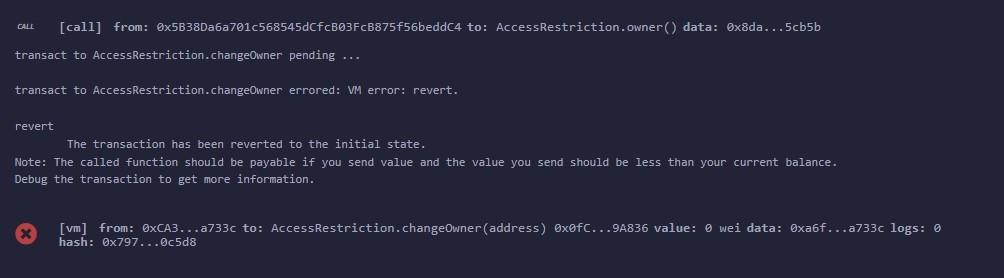 CALL [call] from: 0x5B38Da6a701c568545dCfcB03FcB875f56beddC4 to: AccessRestriction.owner() data: 0x8da...5cb5b
transact to AccessRestriction.changeOwner pending ...
transact to AccessRestriction.changeOwner errored: VM error: revert.
revert
The transaction has been reverted to the initial state.
Note: The called function should be payable if you send value and the value you send should be less than your current balance.
Debug the transaction to get more information.
[vm] from: 0xCA3...a733c to: AccessRestriction.changeOwner(address) 0x0fC...9A836 value: 0 wei data: 0xa6f...a733c logs: 0
hash: 0x797...0c5d8